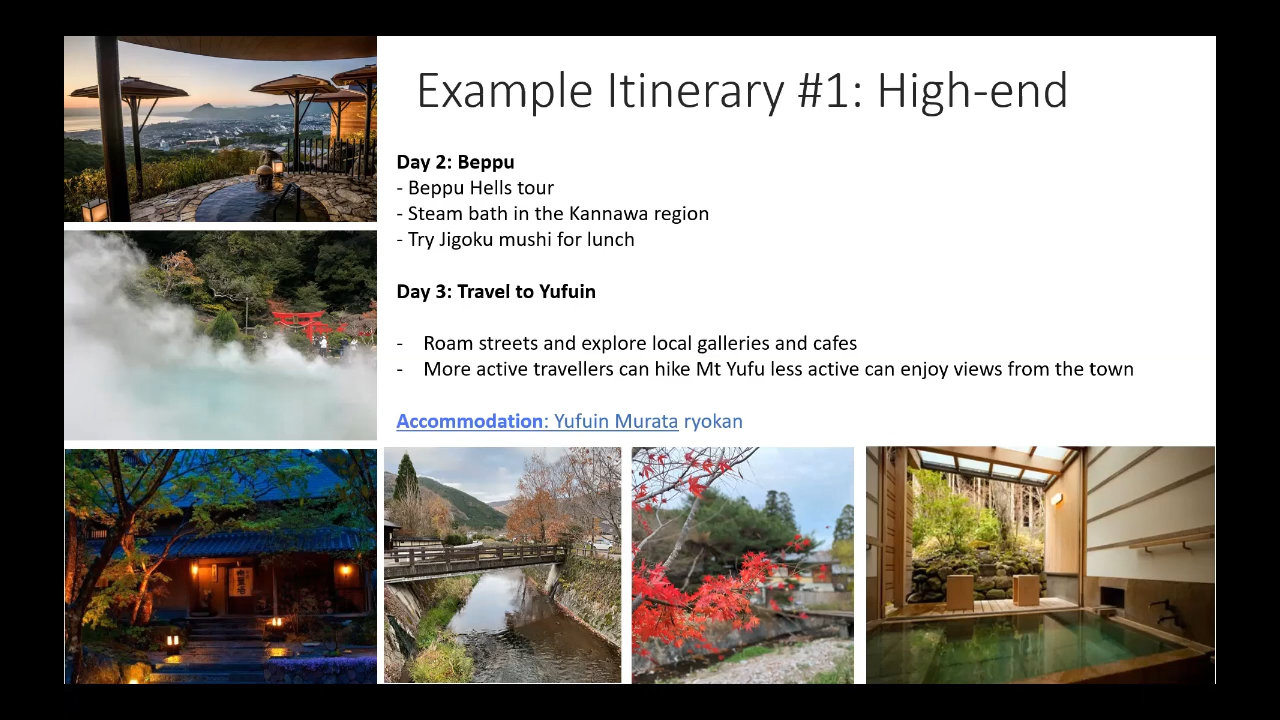 Example Itinerary #1: High-end
Day 2: Beppu
- Beppu Hells tour
- Steam bath in the Kannawa region
- Try Jigoku mushi for lunch
Day 3: Travel to Yufuin
- Roam streets and explore local galleries and cafes
- More active travellers can hike Mt Yufu less active can enjoy views from the town
Accommodation: Yufuin Murata ryokan